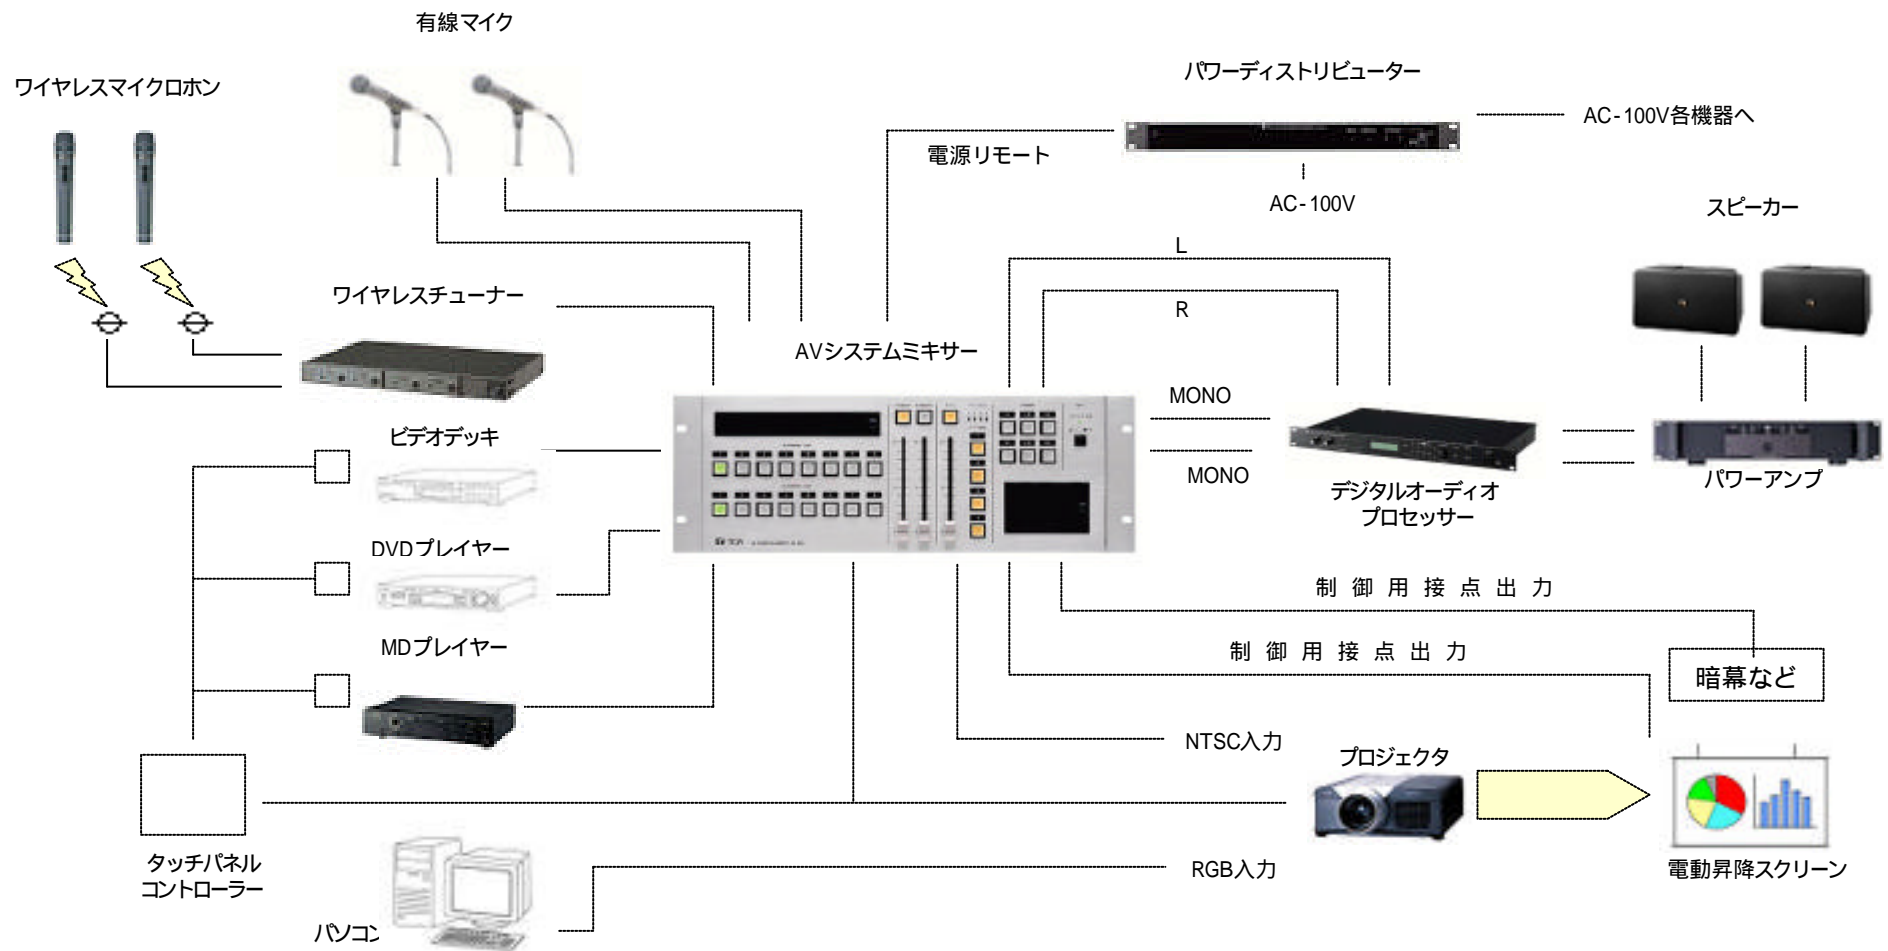 有線マイク
ワイヤレスマイクロホン
パワーディストリビューター
AC-100V各機器へ
電源リモート
AC-100V
スピーカー
L
ワイヤレスチューナー
R
AVシステムミキサー
MONO
ビデオデッキ
MONO
パワーアンプ
デジタルオーディオ
プロセッサー
TOA
DVDプレイヤー
制御用接点出力
MDプレイヤー
制御用接点出力
暗幕など
NTSC入力
プロジェクタ
タッチパネル
コントローラー
RGB入力
電動昇降スクリーン
パソコン